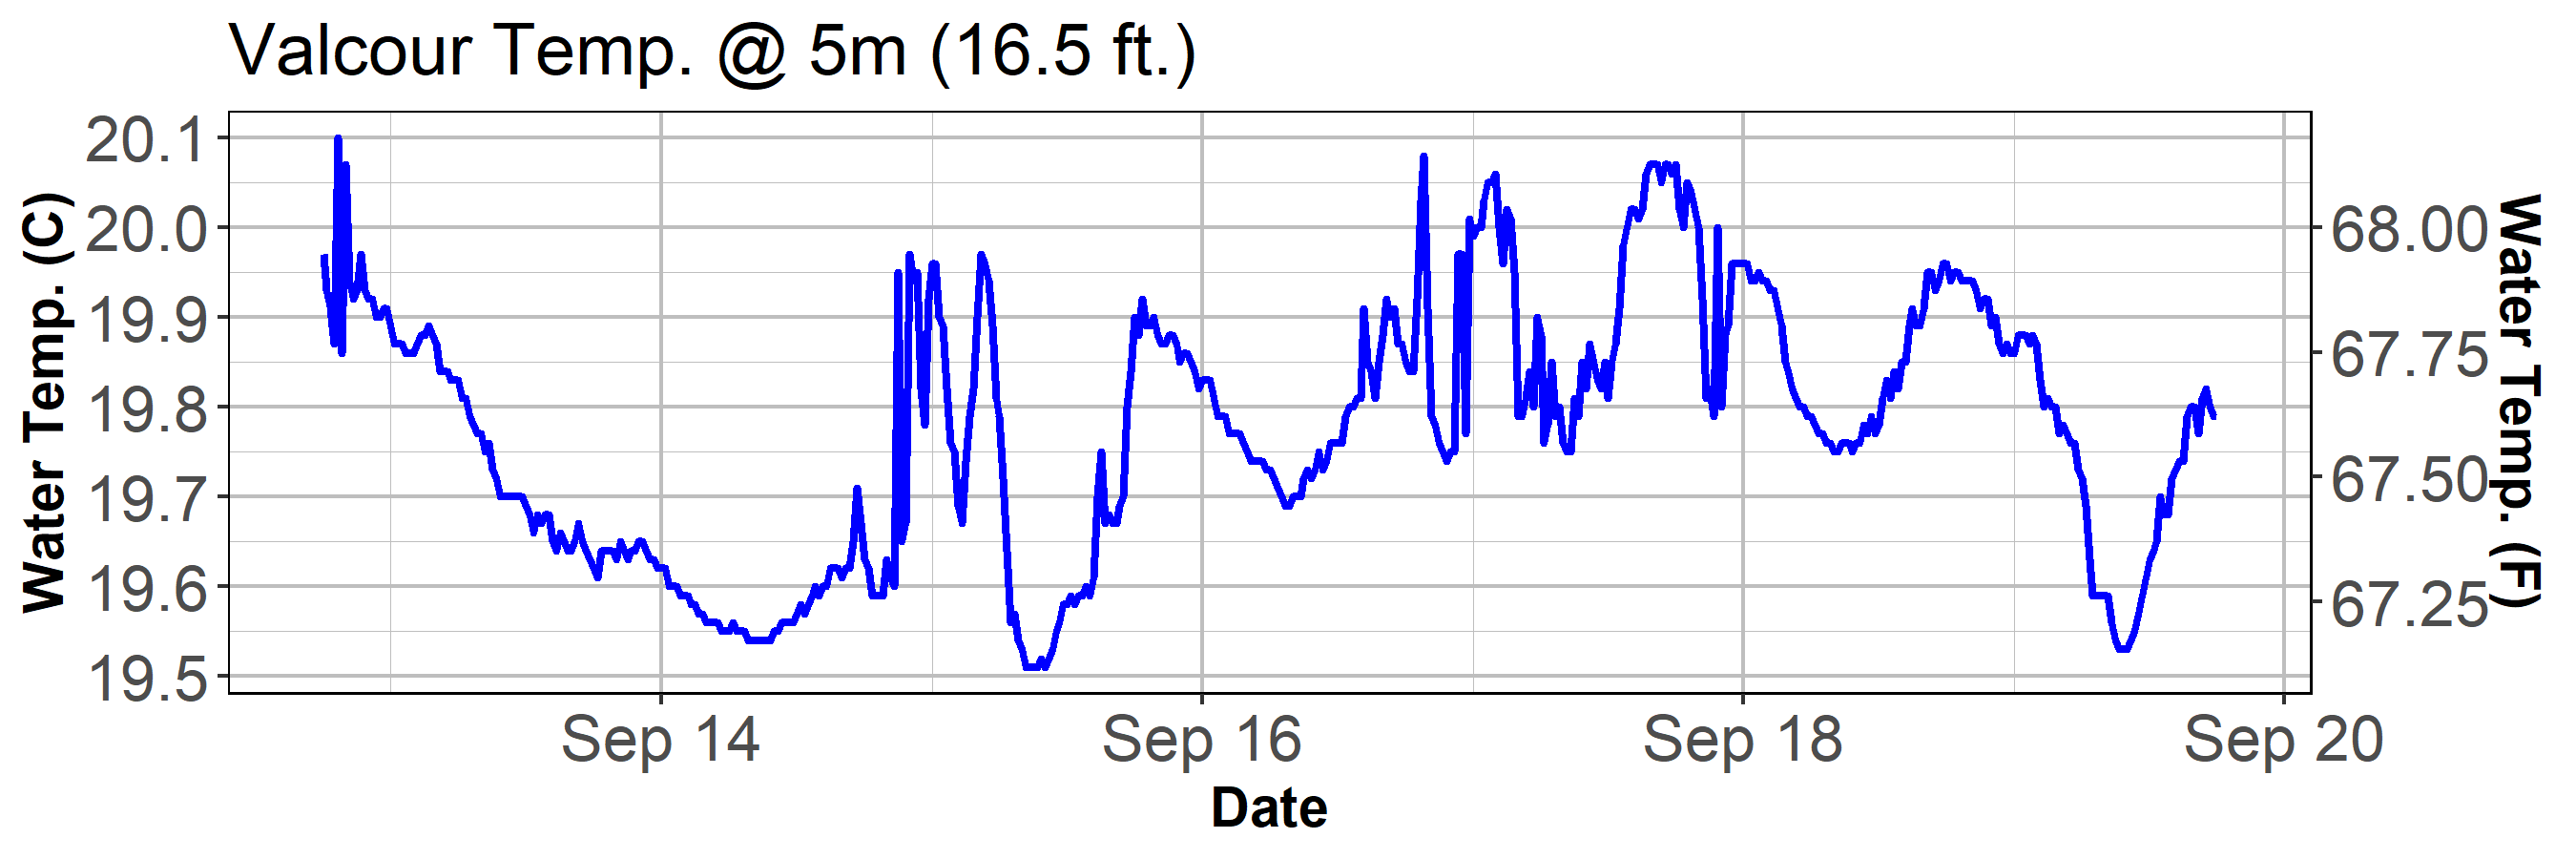 Valcour Temp. @ 5m (16.5 ft.)
Water Temp. (C)
20.1
20.0
19.9
19.8
19.7
19.6
19.5
68.00
67.75
67.50
67.25
Water Temp. (F)
Sep 14
Sep 16
Sep 18
Sep 20
Date